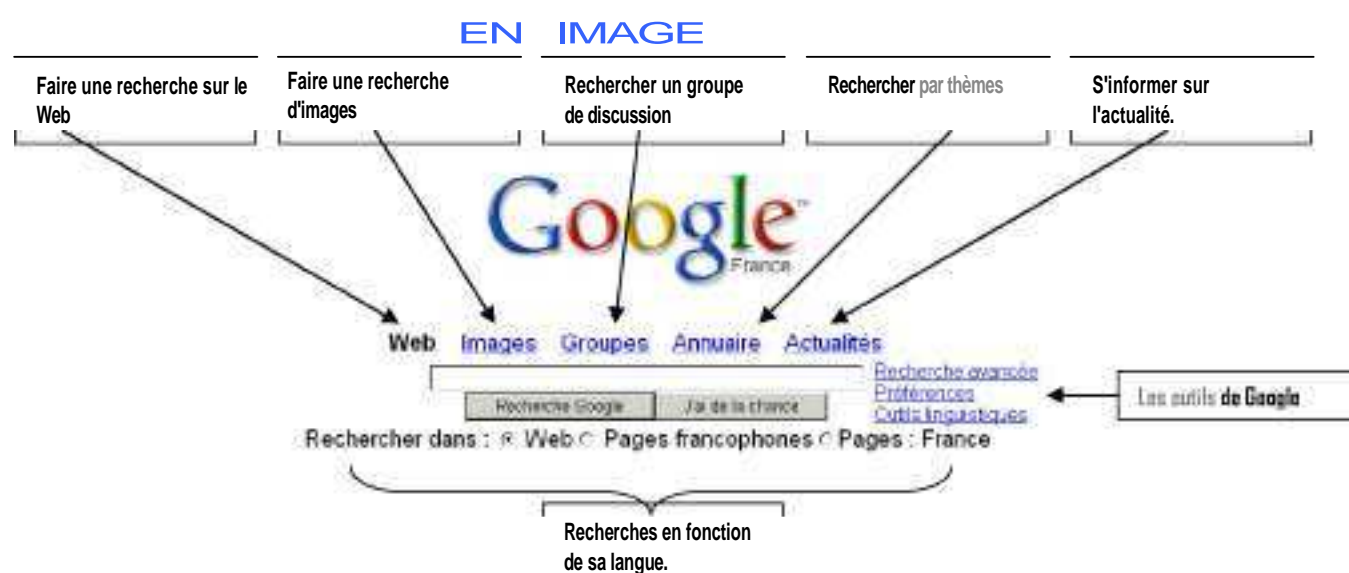 EN IMAGE
Faire une recherche sur le
Web
Faire une recherche
d'images
Rechercher un groupe
de discussion
Rechercher par thèmes
S'informer sur
l'actualité.
Google™
France
Web Images Groupes Annuaire Actualités
Recherche avancée
Préférences
Outils linguistiques
Recherche Google J'ai de la chance
Les outils de Google
Rechercher dans : Web Pages francophones Pages : France
Recherches en fonction
de sa langue.